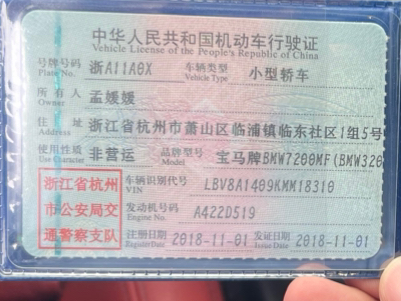 中华人民共和国机动车行驶证
Vehicle License of the People's Republic of China
号牌号码 浙A11A0X 车辆类型 小型轿车
Plate No. Vehicle Type
所有人 孟媛媛
Owner
住址 浙江省杭州市萧山区临浦镇临东社区1组5号
Address
使用性质 非营运 品牌型号 宝马牌BMW7200MF(BMW320
Use Character Model
浙江省杭州
市公安局交
通警察支队
车辆识别代号 LBV8A1409KMM18310
VIN
发动机号码 A422D519
Engine No.
注册日期 2018-11-01 发证日期 2018-11-01
Register Date Issue Date